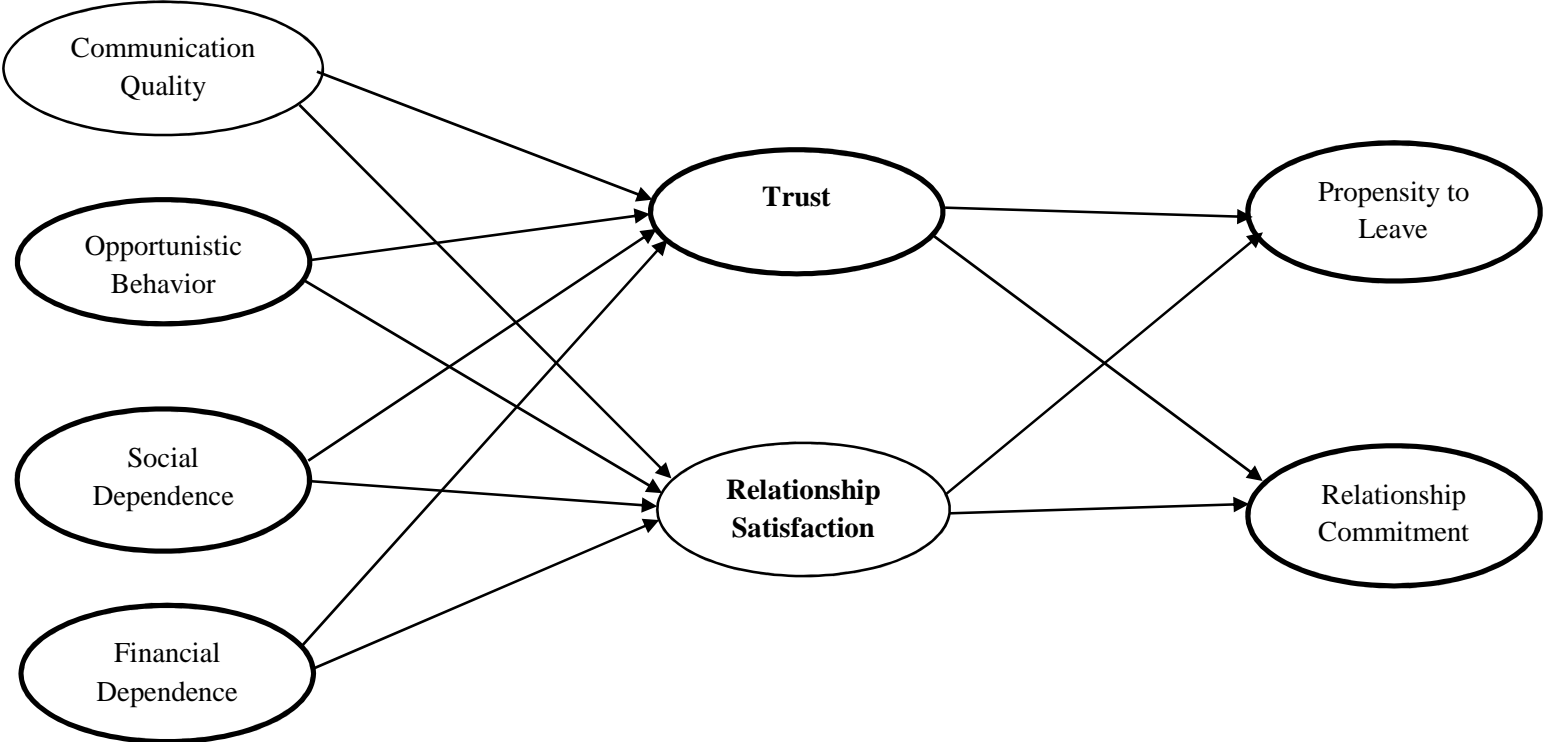 Communication
Quality
Opportunistic
Behavior
Social
Dependence
Financial
Dependence
Trust
Relationship
Satisfaction
Propensity to
Leave
Relationship
Commitment